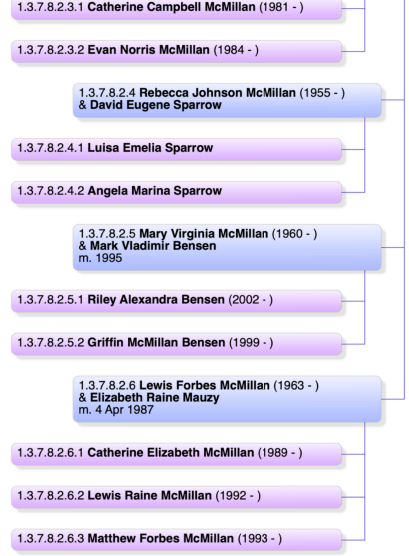 1.3.7.8.2.3.1 Catherine Campbell McMillan (1981 - )
1.3.7.8.2.3.2 Evan Norris McMillan (1984 - )
1.3.7.8.2.4 Rebecca Johnson McMillan (1955 - )
& David Eugene Sparrow
1.3.7.8.2.4.1 Luisa Emelia Sparrow
1.3.7.8.2.4.2 Angela Marina Sparrow
1.3.7.8.2.5 Mary Virginia McMillan (1960 - )
& Mark Vladimir Bensen
m. 1995
1.3.7.8.2.5.1 Riley Alexandra Bensen (2002 - )
1.3.7.8.2.5.2 Griffin McMillan Bensen (1999 - )
1.3.7.8.2.6 Lewis Forbes McMillan (1963 - )
& Elizabeth Raine Mauzy
m. 4 Apr 1987
1.3.7.8.2.6.1 Catherine Elizabeth McMillan (1989 - )
1.3.7.8.2.6.2 Lewis Raine McMillan (1992 - )
1.3.7.8.2.6.3 Matthew Forbes McMillan (1993 - )